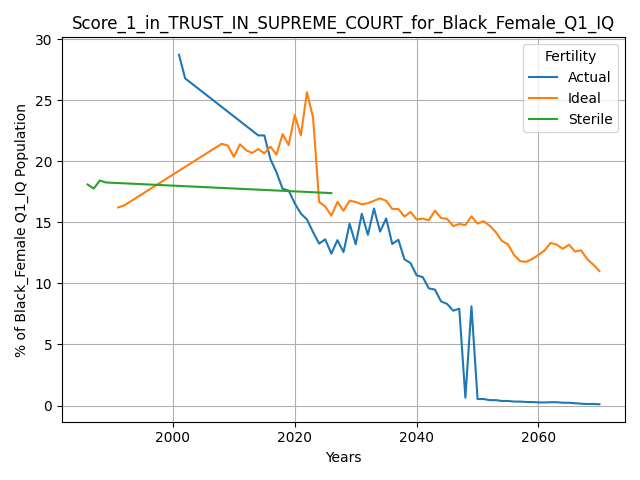 Score_1_in_TRUST_IN_SUPREME_COURT_for_Black_Female_Q1_IQ
% of Black_Female Q1_IQ Population
30
25
20
15
10
5
0
Fertility
Actual
Ideal
Sterile
2000
2020
2040
2060
Years